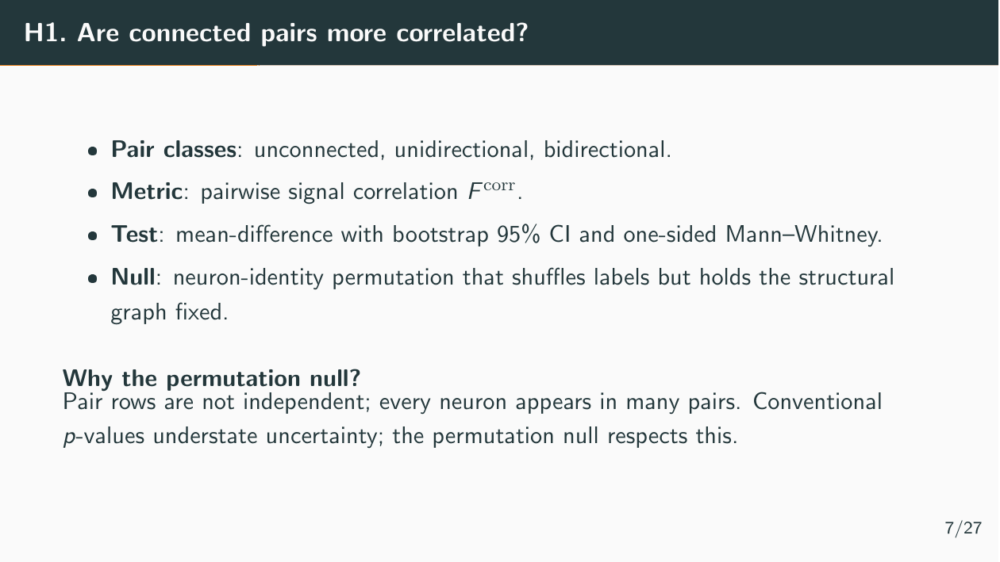 H1. Are connected pairs more correlated?
• Pair classes: unconnected, unidirectional, bidirectional.
• Metric: pairwise signal correlation F^corr.
• Test: mean-difference with bootstrap 95% CI and one-sided Mann–Whitney.
• Null: neuron-identity permutation that shuffles labels but holds the structural
graph fixed.
Why the permutation null?
Pair rows are not independent; every neuron appears in many pairs. Conventional
p-values understate uncertainty; the permutation null respects this.
7/27